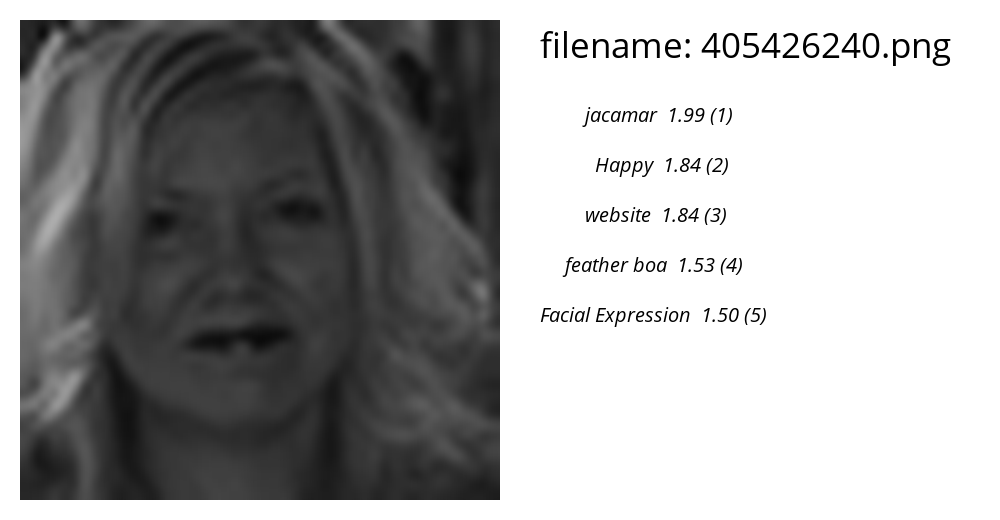 filename: 405426240.png
jacamar 1.99 (1)
Happy 1.84 (2)
website 1.84 (3)
feather boa 1.53 (4)
Facial Expression 1.50 (5)